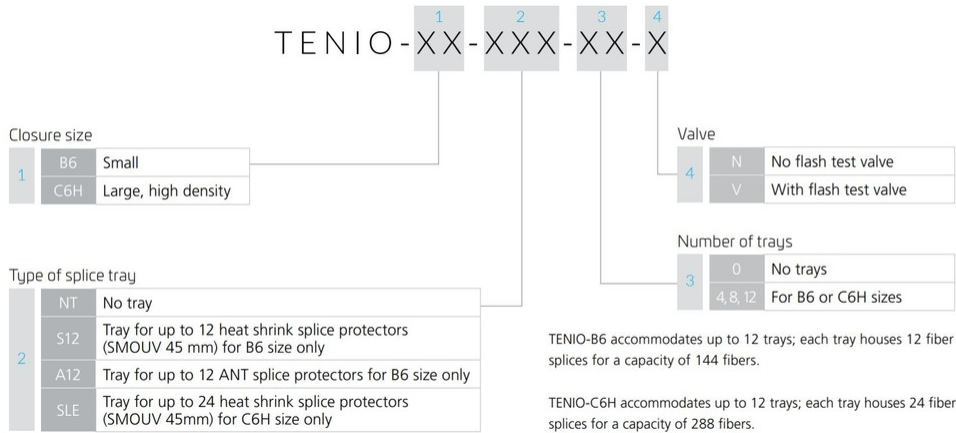 1 2 3 4
TENIO-XX-XXX-XX-X
Closure size
1
B6 Small
C6H Large, high density
Type of splice tray
2
NT No tray
S12 Tray for up to 12 heat shrink splice protectors
(SMOUV 45 mm) for B6 size only
A12 Tray for up to 12 ANT splice protectors for B6 size only
SLE Tray for up to 24 heat shrink splice protectors
(SMOUV 45mm) for C6H size only
Valve
4
N No flash test valve
V With flash test valve
Number of trays
3
0 No trays
4, 8, 12 For B6 or C6H sizes
TENIO-B6 accommodates up to 12 trays; each tray houses 12 fiber
splices for a capacity of 144 fibers.
TENIO-C6H accommodates up to 12 trays; each tray houses 24 fiber
splices for a capacity of 288 fibers.